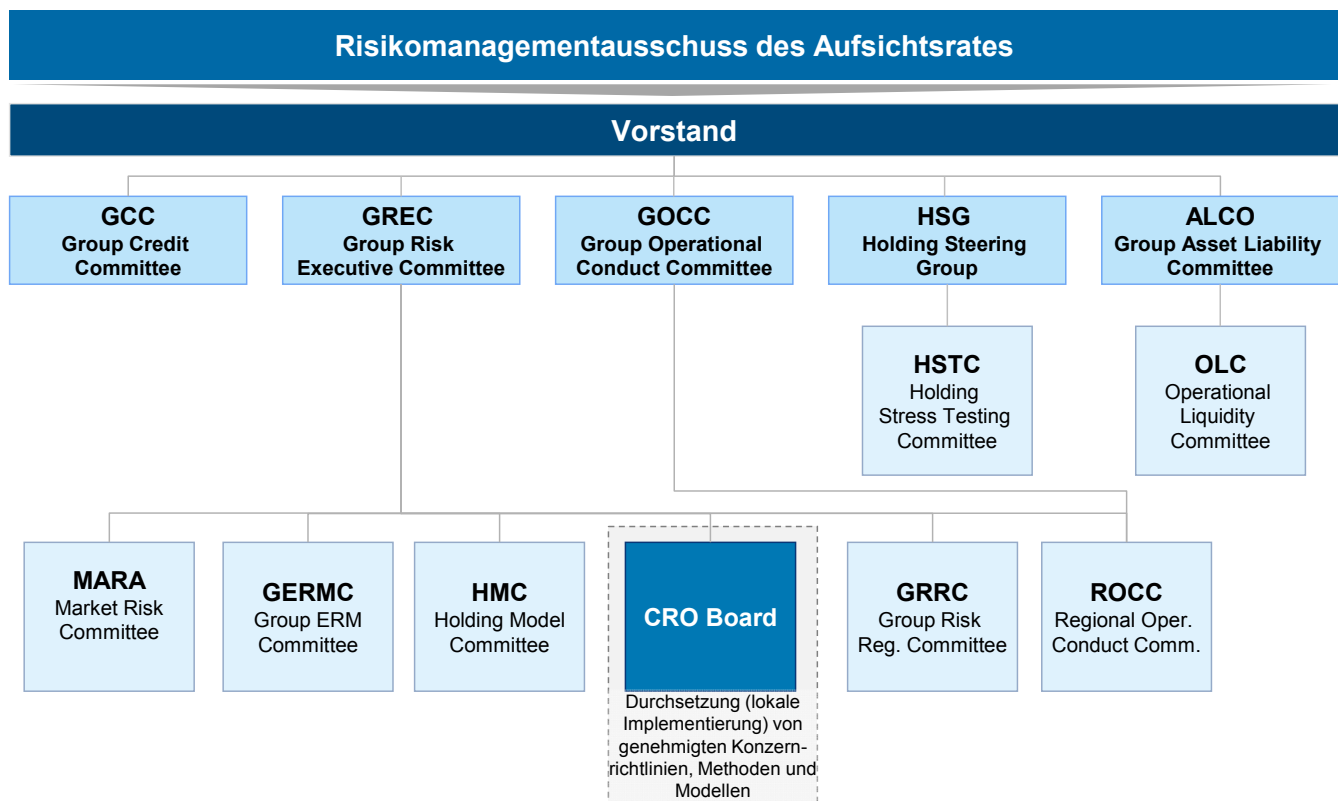 Risikomanagementausschuss des Aufsichtsrates
Vorstand
GCC
Group Credit
Committee
GREC
Group Risk
Executive Committee
GOCC
Group Operational
Conduct Committee
HSG
Holding Steering
Group
ALCO
Group Asset Liability
Committee
HSTC
Holding
Stress Testing
Committee
OLC
Operational
Liquidity
Committee
MARA
Market Risk
Committee
GERMC
Group ERM
Committee
HMC
Holding Model
Committee
CRO Board
Durchsetzung (lokale
Implementierung) von
genehmigten Konzern-
richtlinien, Methoden und
Modellen
GRRC
Group Risk
Reg. Committee
ROCC
Regional Oper.
Conduct Comm.